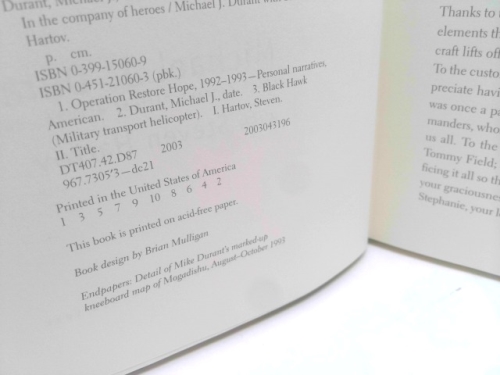 Durant, Michael J.,
In the company of heroes / Michael J. Durant with
Hartov.
p. cm.
ISBN 0-399-15060-9
ISBN 0-451-21060-3 (pbk.)
1. Operation Restore Hope, 1992–1993—Personal narratives,
American. 2. Durant, Michael J., date. 3. Black Hawk
(Military transport helicopter). I. Hartov, Steven.
II. Title.
DT407.42.D87 2003 2003043196
967.7305'3—dc21
Printed in the United States of America
1 3 5 7 9 10 8 6 4 2
This book is printed on acid-free paper.
Book design by Brian Mulligan
Endpapers: Detail of Mike Durant's marked-up
kneeboard map of Mogadishu, August–October 1993
Thanks to
elements th
craft lifts off
To the custo
preciate havi
was once a pa
manders, who
us all. To the
Tommy Field;
ficing it all so th
your graciousnes
Stephanie, your l